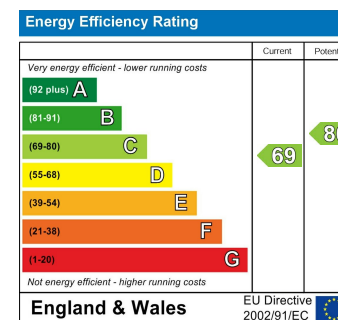 Energy Efficiency Rating
Current
Very energy efficient - lower running costs
(92 plus) A
(81-91) B
(69-80) C
(55-68) D
(39-54) E
(21-38) F
(1-20) G
69
Not energy efficient - higher running costs
England & Wales
EU Directive
2002/91/EC